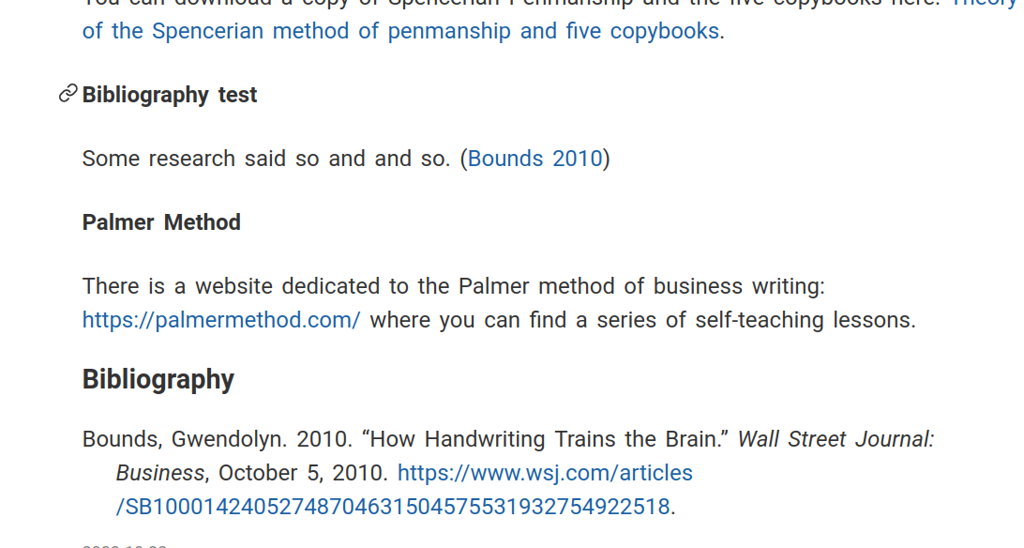 You can download a copy of Spencerian Penmanship and the five copybooks here: Theory
of the Spencerian method of penmanship and five copybooks.
Bibliography test
Some research said so and and so. (Bounds 2010)
Palmer Method
There is a website dedicated to the Palmer method of business writing:
https://palmermethod.com/ where you can find a series of self-teaching lessons.
Bibliography
Bounds, Gwendolyn. 2010. “How Handwriting Trains the Brain.” Wall Street Journal:
Business, October 5, 2010. https://www.wsj.com/articles
/SB10001424052748704631504575531932754922518.